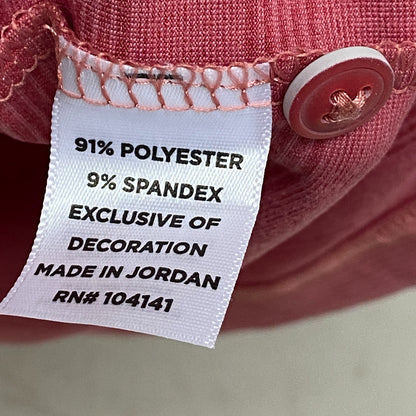 91% POLYESTER
9% SPANDEX
EXCLUSIVE OF
DECORATION
MADE IN JORDAN
RN# 104141